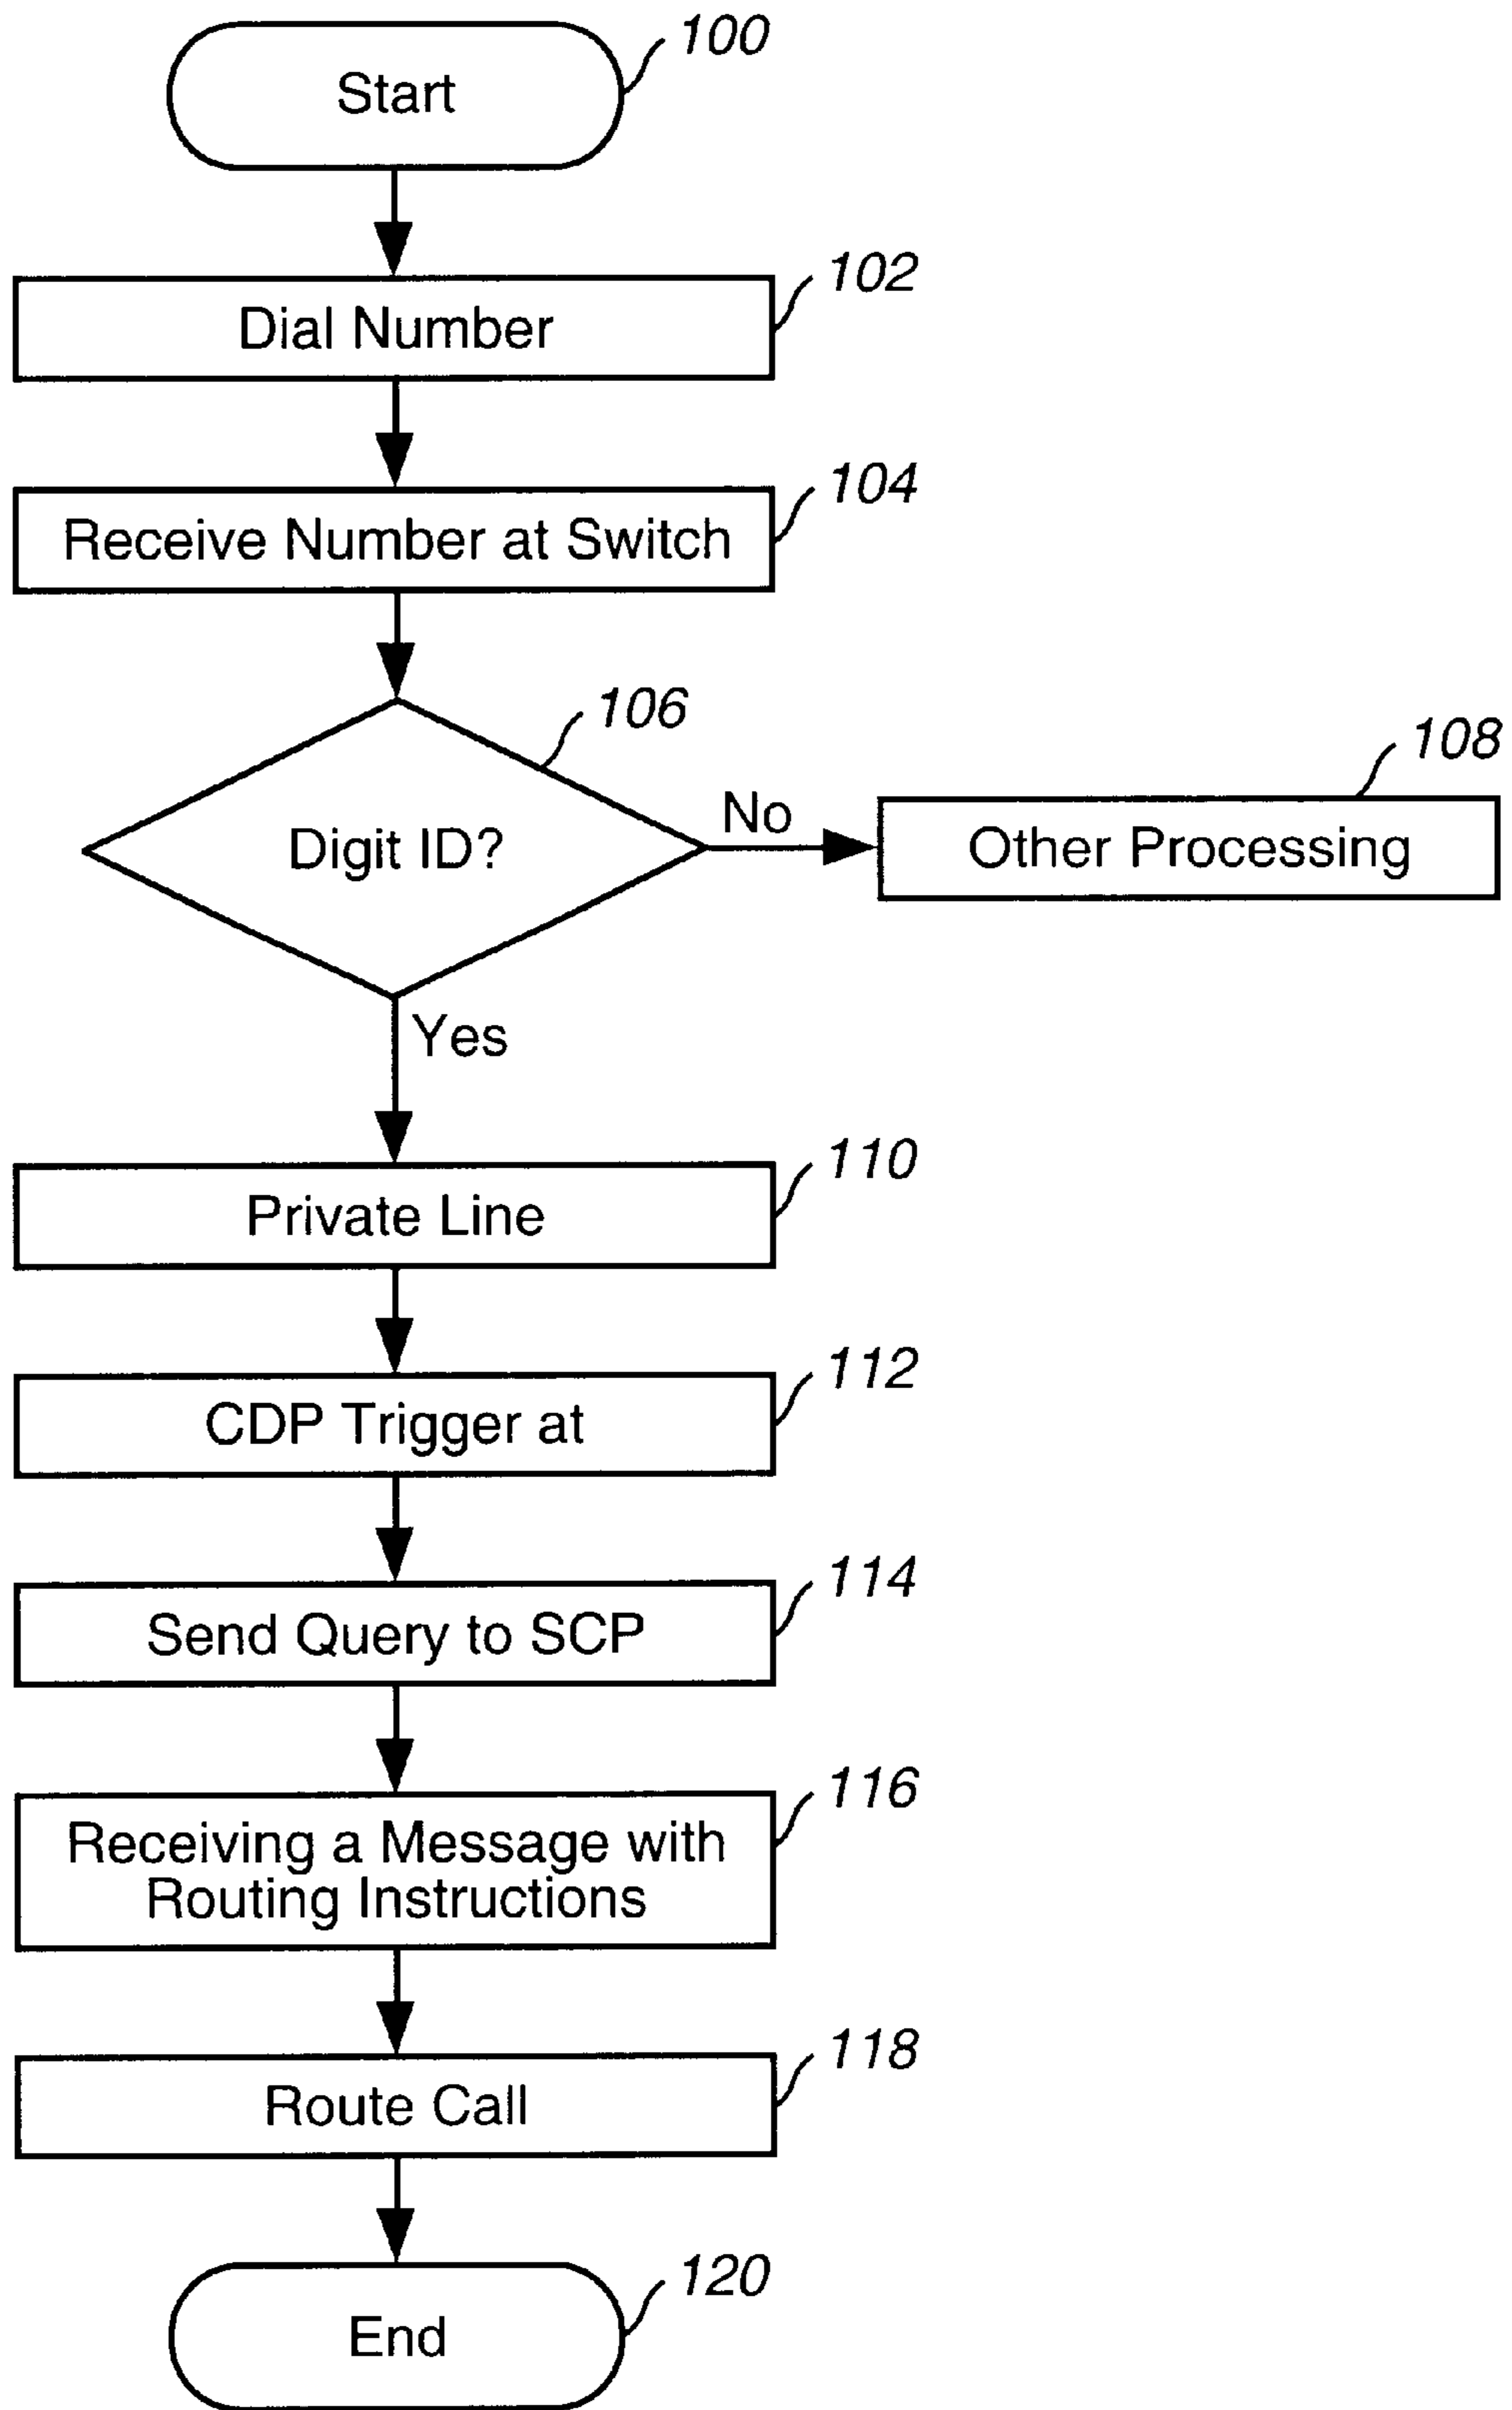 100
Start
102
Dial Number
104
Receive Number at Switch
106
108
Digit ID?
No
Other Processing
Yes
110
Private Line
112
CDP Trigger at
114
Send Query to SCP
116
Receiving a Message with
Routing Instructions
118
Route Call
120
End